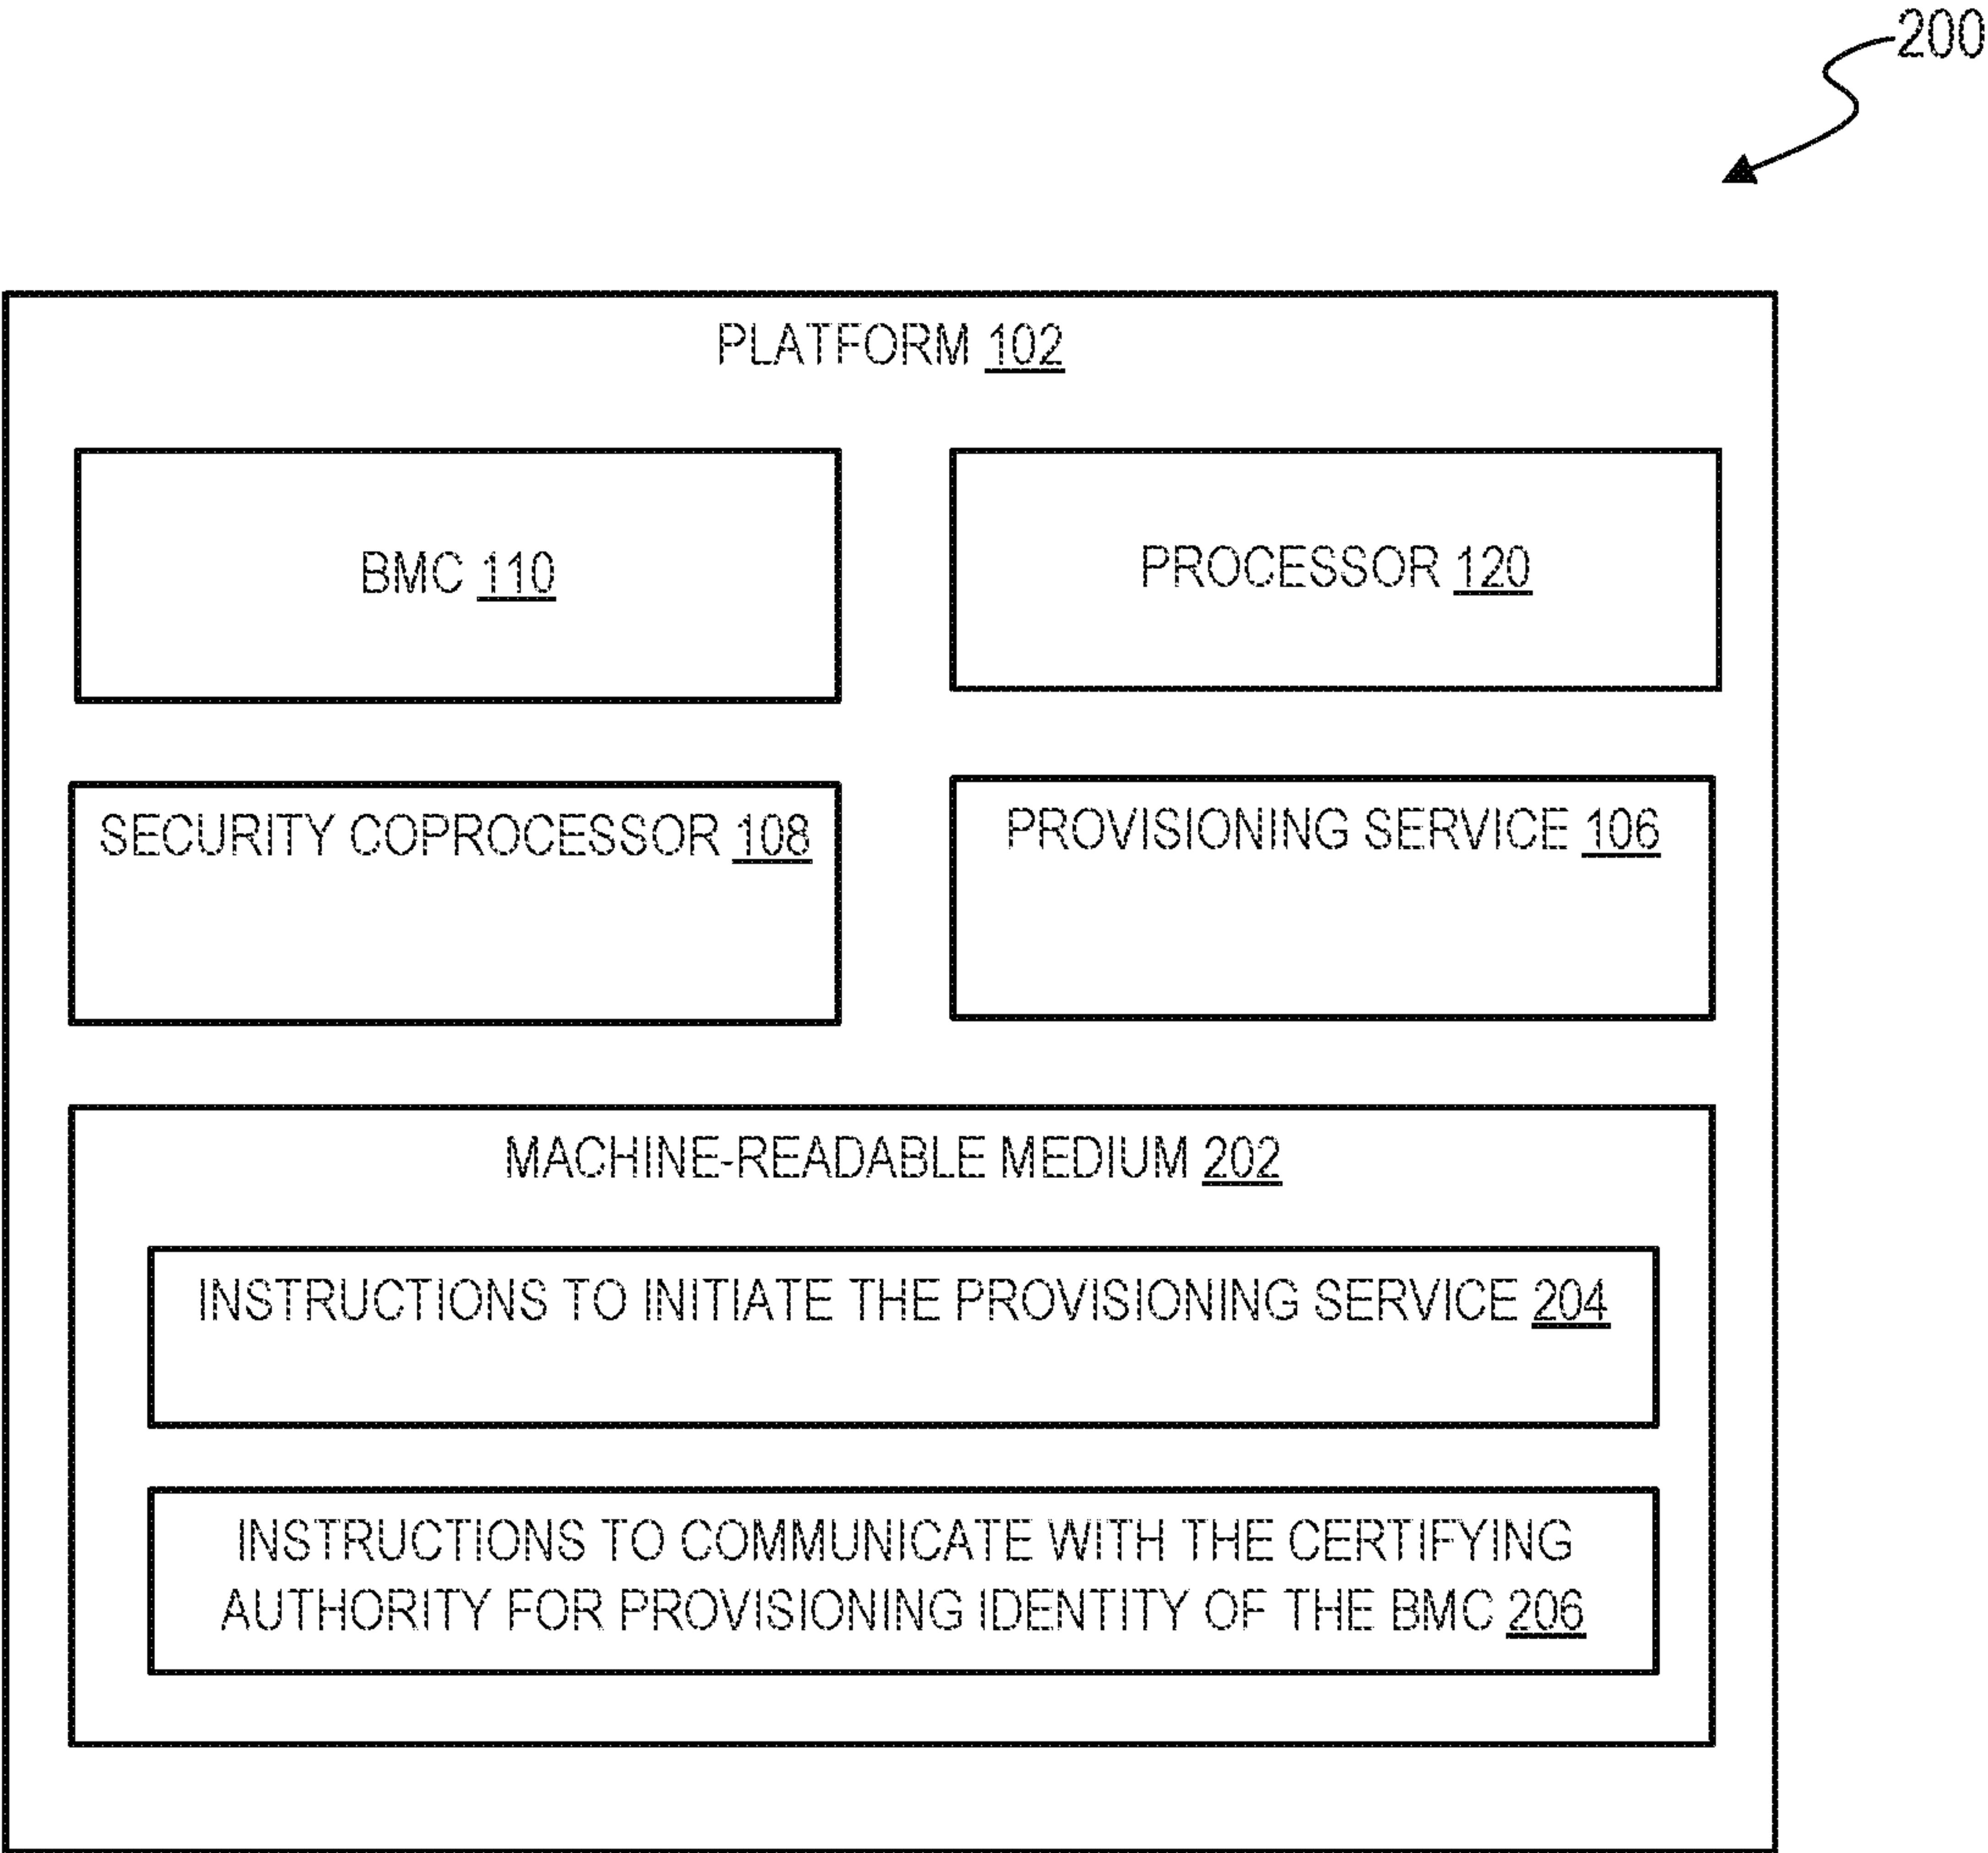 200
PLATFORM 102
BMC 110
PROCESSOR 120
SECURITY COPROCESSOR 108
PROVISIONING SERVICE 106
MACHINE-READABLE MEDIUM 202
INSTRUCTIONS TO INITIATE THE PROVISIONING SERVICE 204
INSTRUCTIONS TO COMMUNICATE WITH THE CERTIFYING
AUTHORITY FOR PROVISIONING IDENTITY OF THE BMC 206